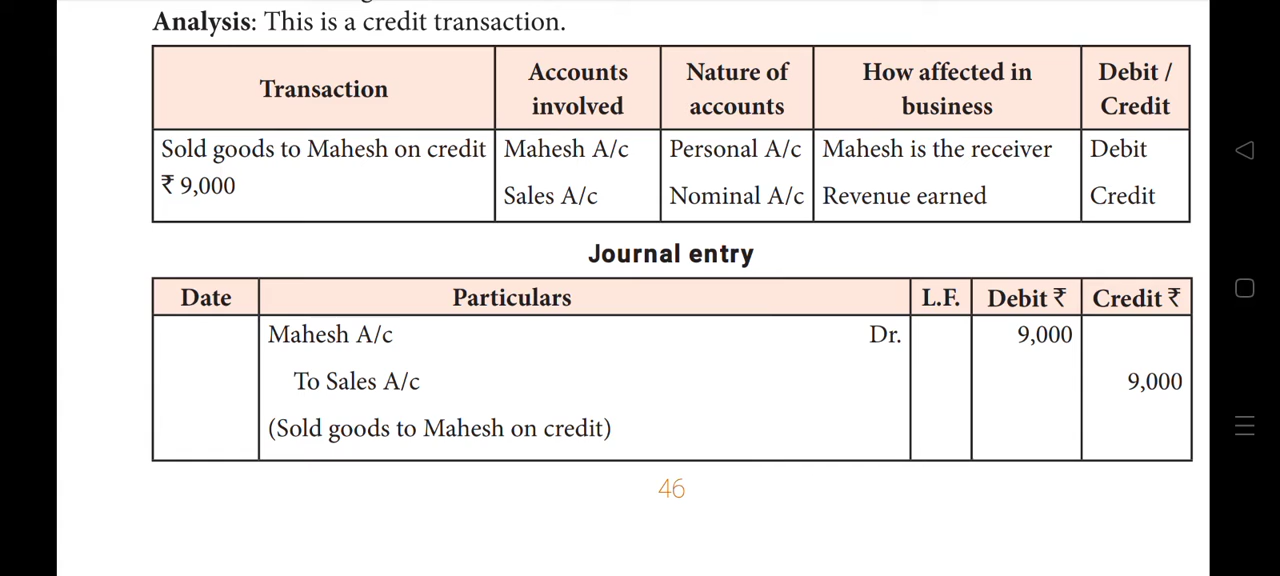 Analysis: This is a credit transaction.
Transaction Accounts involved Nature of accounts How affected in business Debit / Credit
Sold goods to Mahesh on credit Mahesh A/c Personal A/c Mahesh is the receiver Debit
₹ 9,000 Sales A/c Nominal A/c Revenue earned Credit
Journal entry
Date Particulars L.F. Debit ₹ Credit ₹
Mahesh A/c Dr. 9,000
To Sales A/c 9,000
(Sold goods to Mahesh on credit)
46